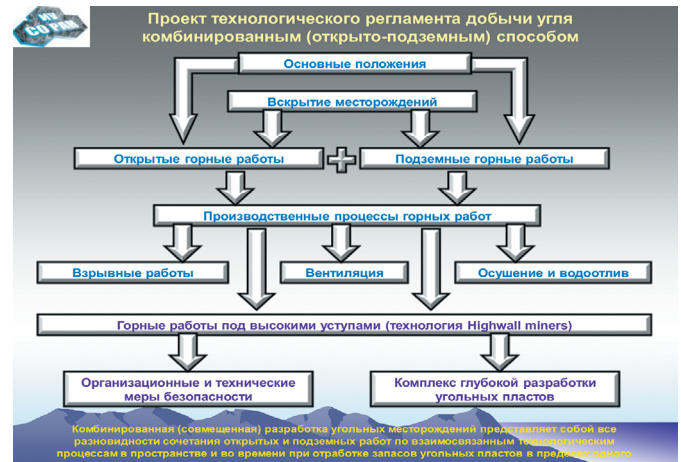 ИУ
СО РАН
Проект технологического регламента добычи угля
комбинированным (открыто-подземным) способом
Основные положения
Вскрытие месторождений
Открытые горные работы
Подземные горные работы
Производственные процессы горных работ
Взрывные работы
Вентиляция
Осушение и водоотлив
Горные работы под высокими уступами (технология Highwall miners)
Организационные и технические
меры безопасности
Комплекс глубокой разработки
угольных пластов
Комбинированная (совмещенная) разработка угольных месторождений представляет собой все
разновидности сочетания открытых и подземных работ по взаимосвязанным технологическим
процессам в пространстве и во времени при отработке запасов угольных пластов в пределах одного